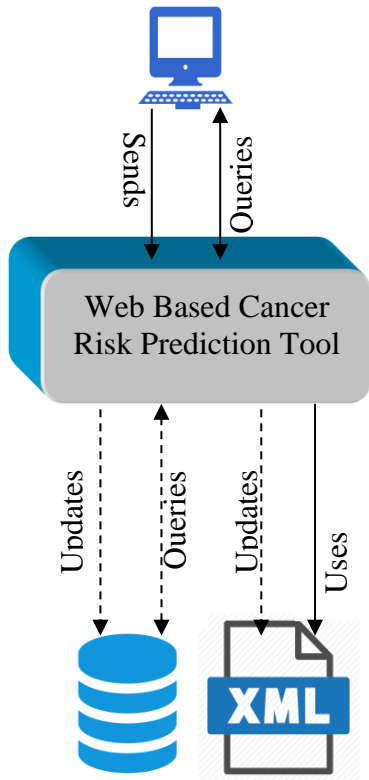 Sends
Queries
Web Based Cancer
Risk Prediction Tool
Updates
Queries
Updates
Uses
XML